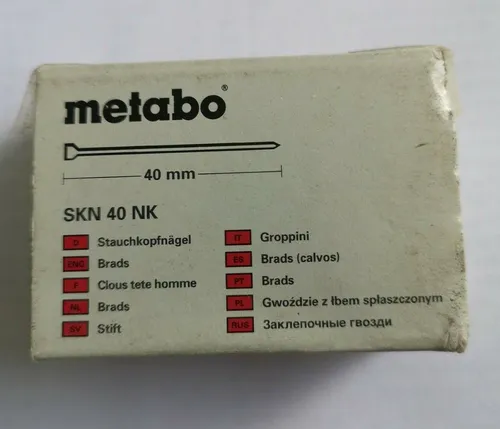 metabo®
40 mm
SKN 40 NK
D Stauchkopfnägel
ENG Brads
F Clous tete homme
NL Brads
SV Stift
IT Groppini
ES Brads (calvos)
PT Brads
PL Gwoździe z łbem spłaszczonym
RUS Заклепочные гвозди